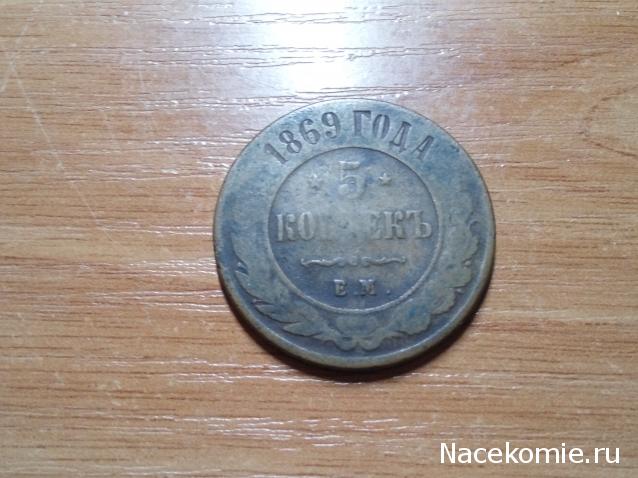 1869 ГОДА
5
КОПѢЕКЪ
Е.М.
Nacekomie.ru